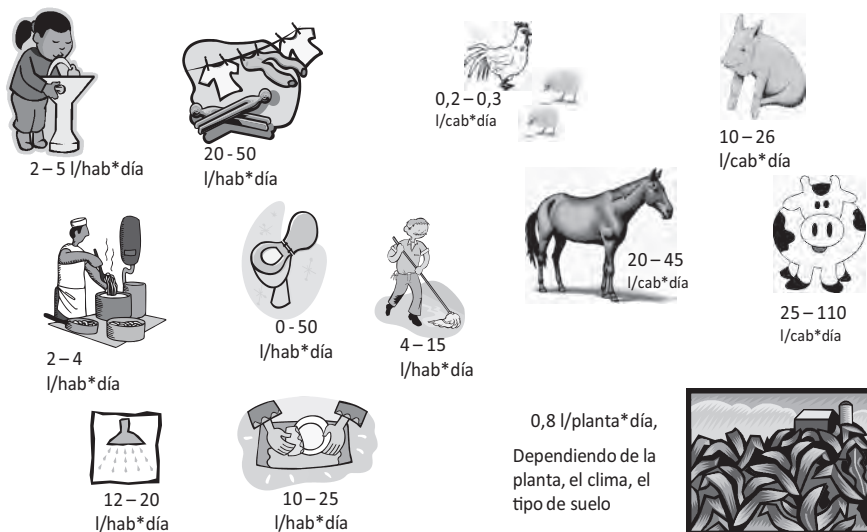 2 – 5 l/hab*día
20 - 50
l/hab*día
0,2 – 0,3
l/cab*día
10 – 26
l/cab*día
2 – 4
l/hab*día
0 - 50
l/hab*día
4 – 15
l/hab*día
20 – 45
l/cab*día
25 – 110
l/cab*día
12 – 20
l/hab*día
10 – 25
l/hab*día
0,8 l/planta*día,
Dependiendo de la
planta, el clima, el
tipo de suelo